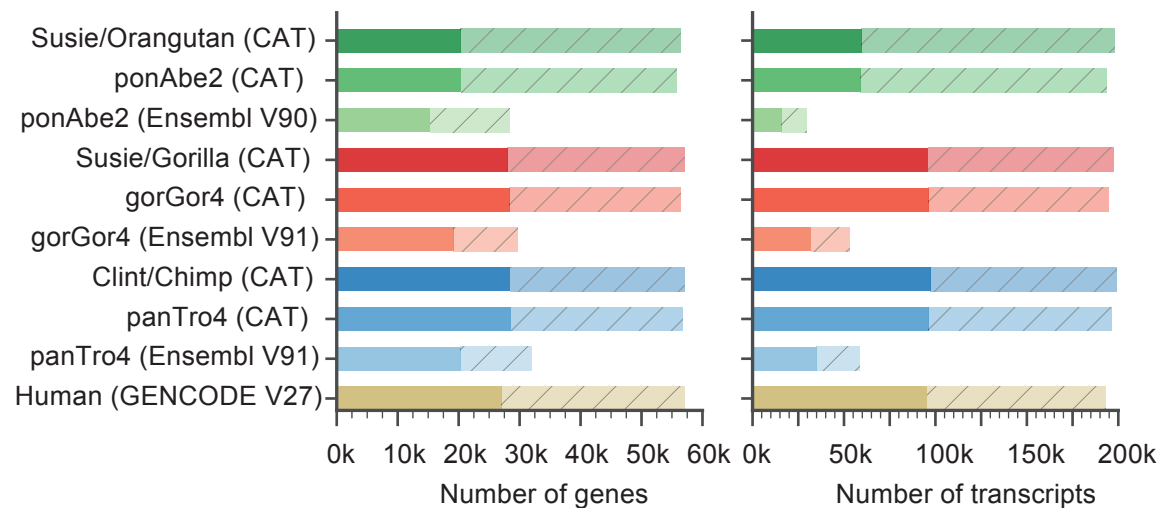 Susie/Orangutan (CAT)
ponAbe2 (CAT)
ponAbe2 (Ensembl V90)
Susie/Gorilla (CAT)
gorGor4 (CAT)
gorGor4 (Ensembl V91)
Clint/Chimp (CAT)
panTro4 (CAT)
panTro4 (Ensembl V91)
Human (GENCODE V27)
0k 10k 20k 30k 40k 50k 60k 0k 50k 100k 150k 200k
Number of genes Number of transcripts